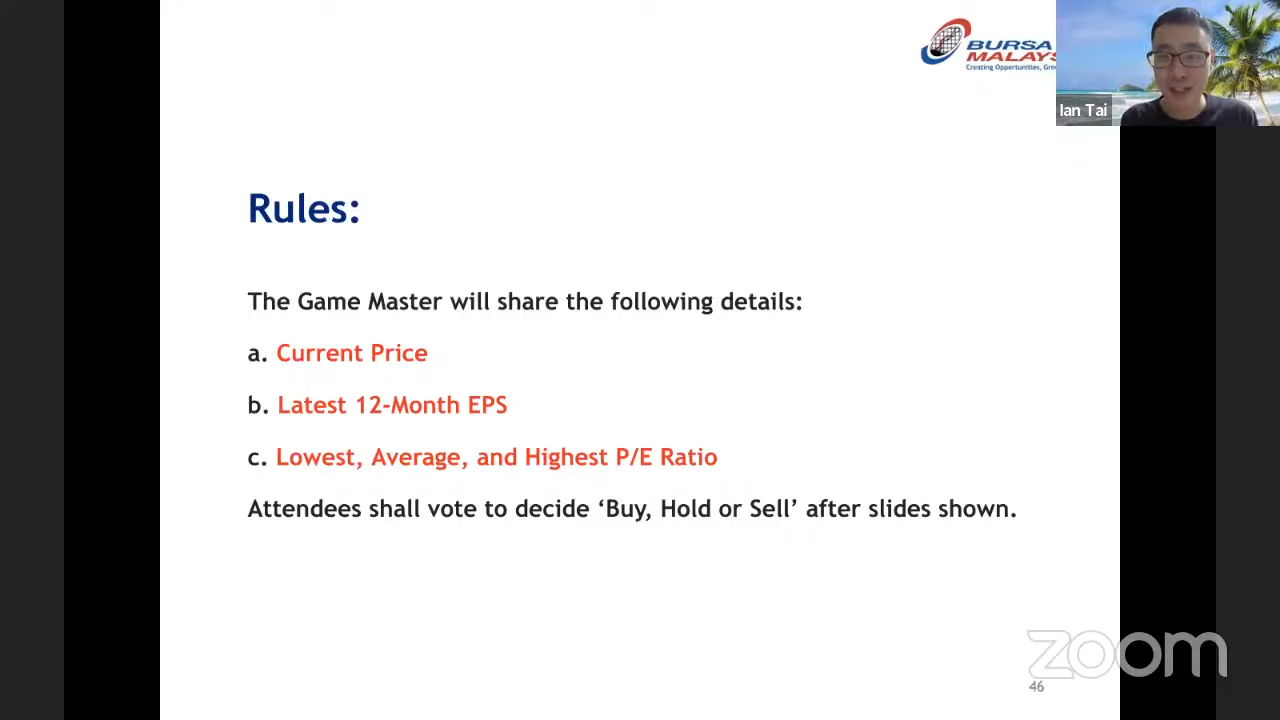 BURSA
MALAYS
Creating Opportunities, Gro
Ian Tai
Rules:
The Game Master will share the following details:
a. Current Price
b. Latest 12-Month EPS
c. Lowest, Average, and Highest P/E Ratio
Attendees shall vote to decide ‘Buy, Hold or Sell’ after slides shown.
zoom
46